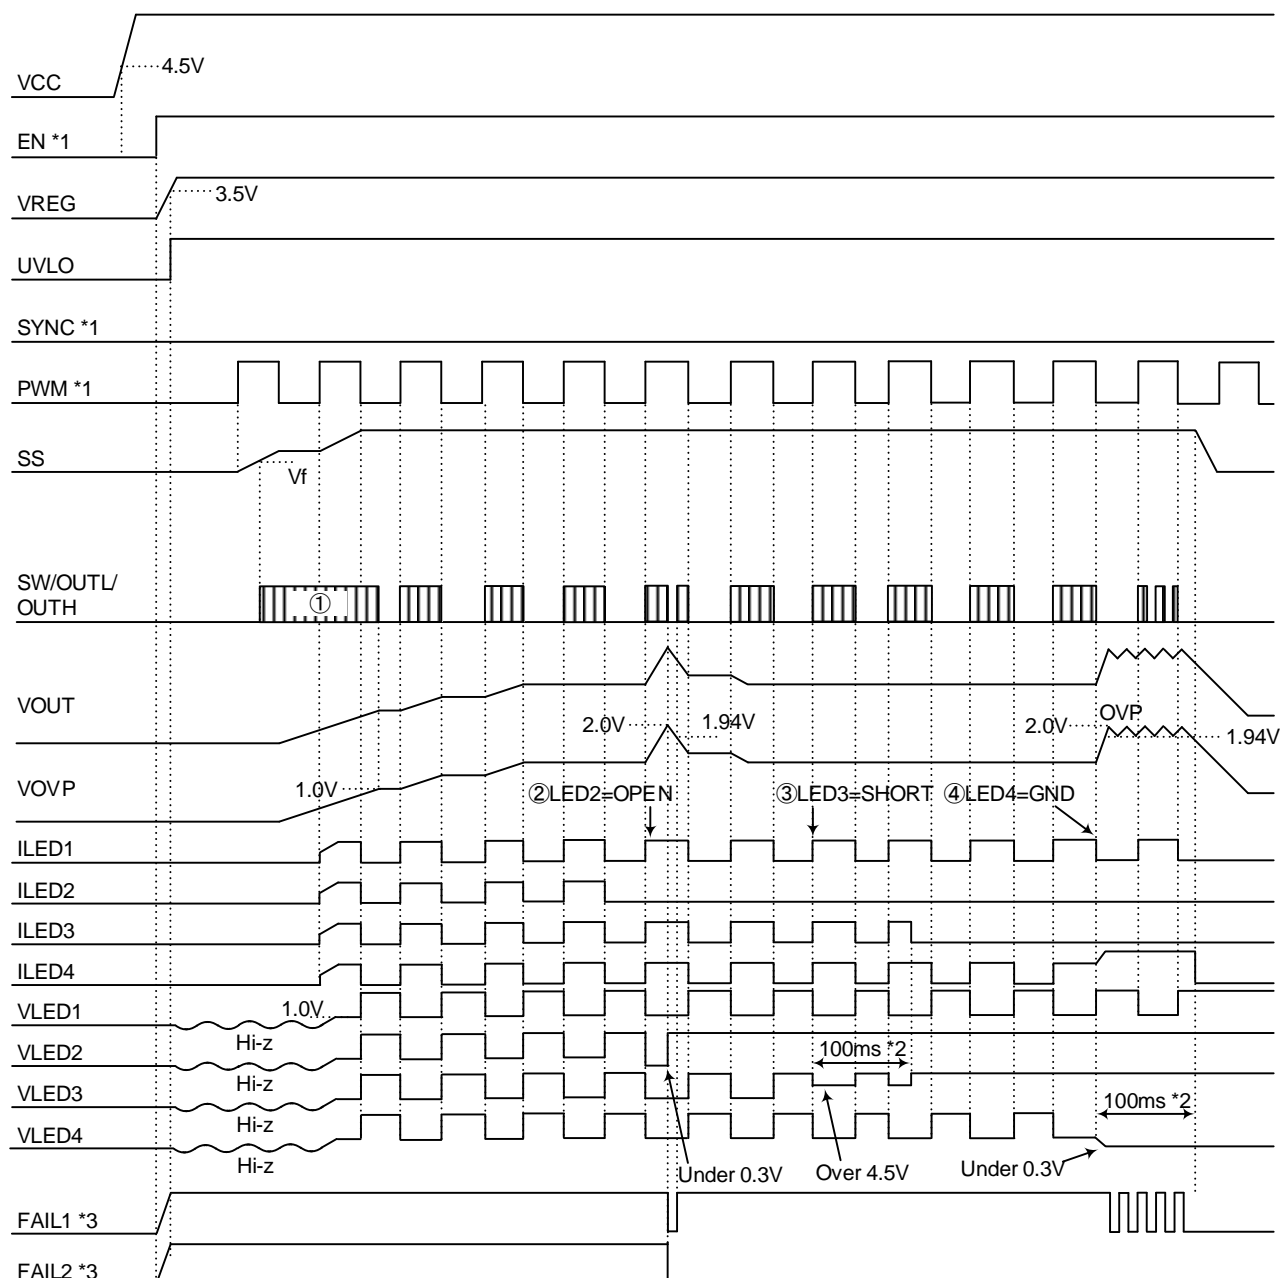 VCC
4.5V
EN *1
VREG
3.5V
UVLO
SYNC *1
PWM *1
SS
Vf
SW/OUTL/
OUTH
①
VOUT
2.0V
1.94V
2.0V
OVP
1.94V
VOVP
1.0V
②LED2=OPEN
③LED3=SHORT
④LED4=GND
ILED1
ILED2
ILED3
ILED4
VLED1
1.0V
Hi-z
VLED2
100ms *2
Hi-z
VLED3
100ms *2
Hi-z
VLED4
Hi-z
Under 0.3V
Over 4.5V
Under 0.3V
FAIL1 *3
FAIL2 *3